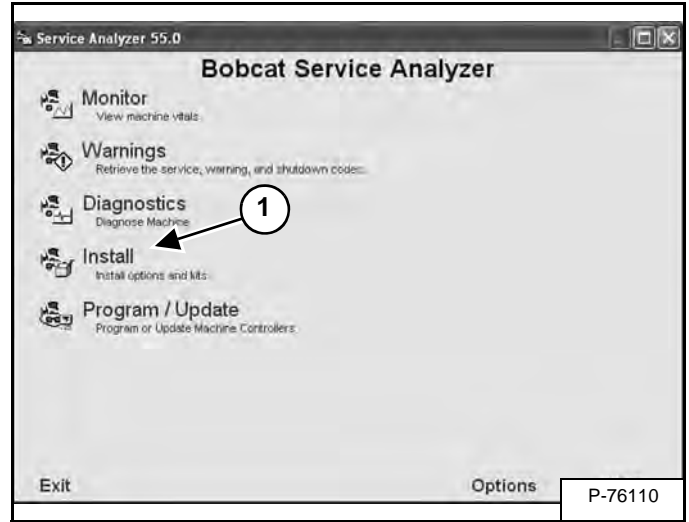 Service Analyzer 55.0
Bobcat Service Analyzer
Monitor
View machine vitals
Warnings
Retrieve the service, warning, and shutdown codes.
Diagnostics
Diagnose Machine
1
Install
Install options and kits
Program / Update
Program or Update Machine Controllers
Exit
Options
P-76110